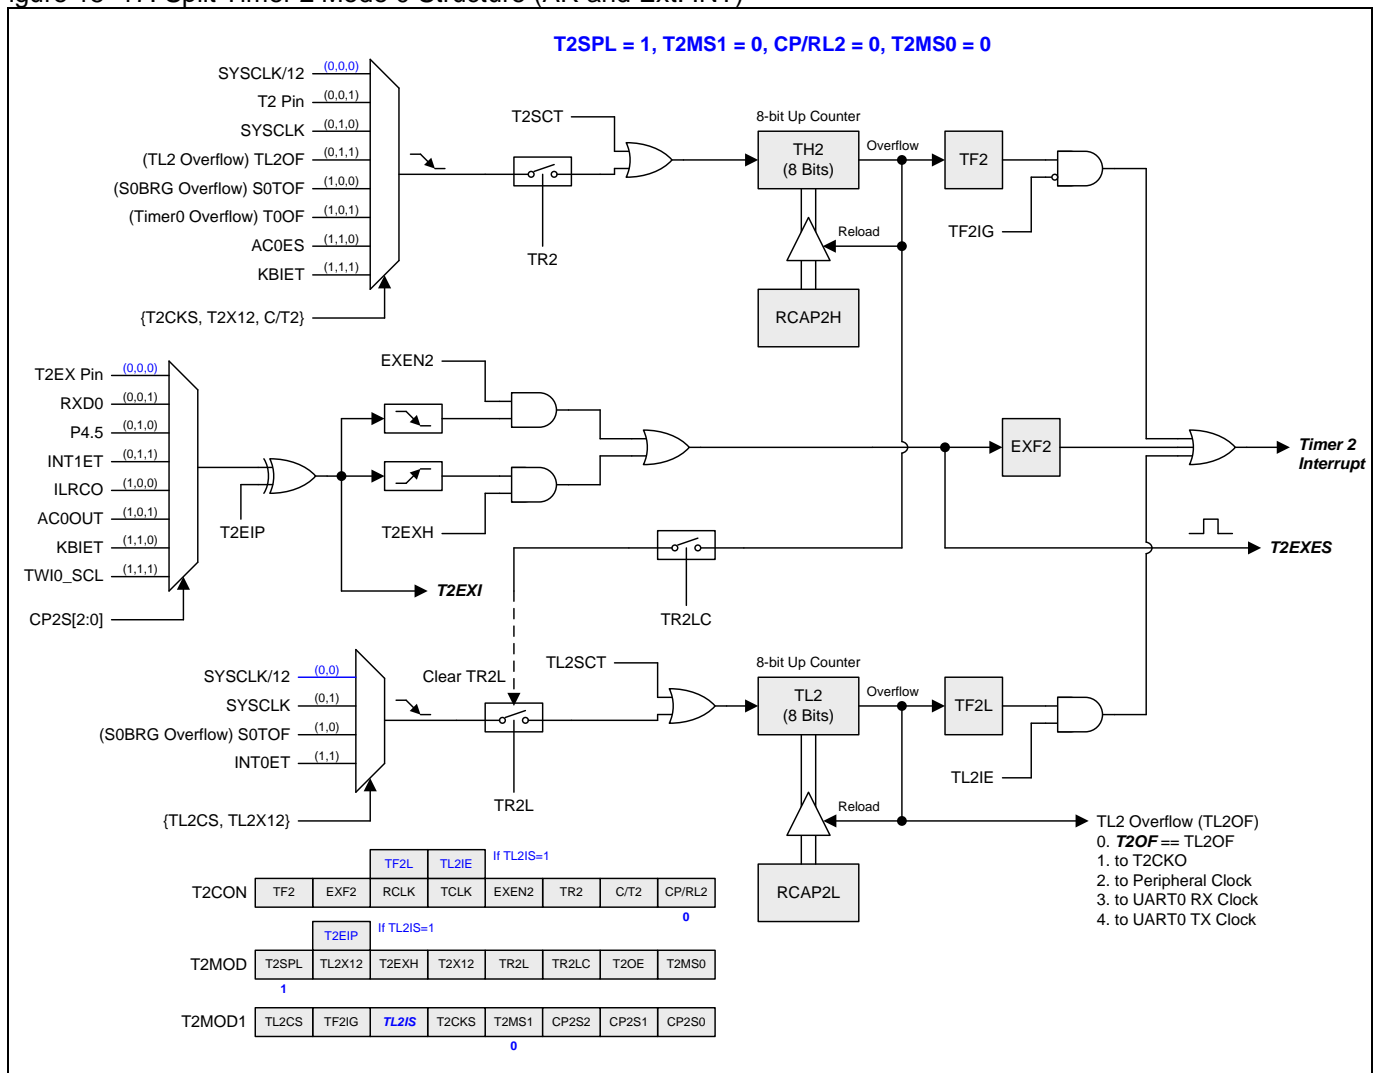 T2SPL = 1, T2MS1 = 0, CP/RL2 = 0, T2MS0 = 0
SYSCLK/12 (0,0,0)
T2 Pin (0,0,1)
SYSCLK (0,1,0)
(TL2 Overflow) TL2OF (0,1,1)
(S0BRG Overflow) S0TOF (1,0,0)
(Timer0 Overflow) T0OF (1,0,1)
AC0ES (1,1,0)
KBIET (1,1,1)
{T2CKS, T2X12, C/T2}
TR2
T2SCT
8-bit Up Counter
TH2
(8 Bits)
Overflow
Reload
RCAP2H
TF2
TF2IG
T2EX Pin (0,0,0)
RXD0 (0,0,1)
P4.5 (0,1,0)
INT1ET (0,1,1)
ILRCO (1,0,0)
AC0OUT (1,0,1)
KBIET (1,1,0)
TWI0_SCL (1,1,1)
CP2S[2:0]
T2EIP
EXEN2
T2EXH
T2EXI
EXF2
Timer 2
Interrupt
T2EXES
TR2LC
SYSCLK/12 (0,0)
SYSCLK (0,1)
(S0BRG Overflow) S0TOF (1,0)
INT0ET (1,1)
{TL2CS, TL2X12}
Clear TR2L
TR2L
TL2SCT
8-bit Up Counter
TL2
(8 Bits)
Overflow
Reload
RCAP2L
TF2L
TL2IE
TL2 Overflow (TL2OF)
0. T2OF == TL2OF
1. to T2CKO
2. to Peripheral Clock
3. to UART0 RX Clock
4. to UART0 TX Clock
TF2L TL2IE If TL2IS=1
T2CON TF2 EXF2 RCLK TCLK EXEN2 TR2 C/T2 CP/RL2
0
T2EIP If TL2IS=1
T2MOD T2SPL TL2X12 T2EXH T2X12 TR2L TR2LC T2OE T2MS0
1
T2MOD1 TL2CS TF2IG TL2IS T2CKS T2MS1 CP2S2 CP2S1 CP2S0
0